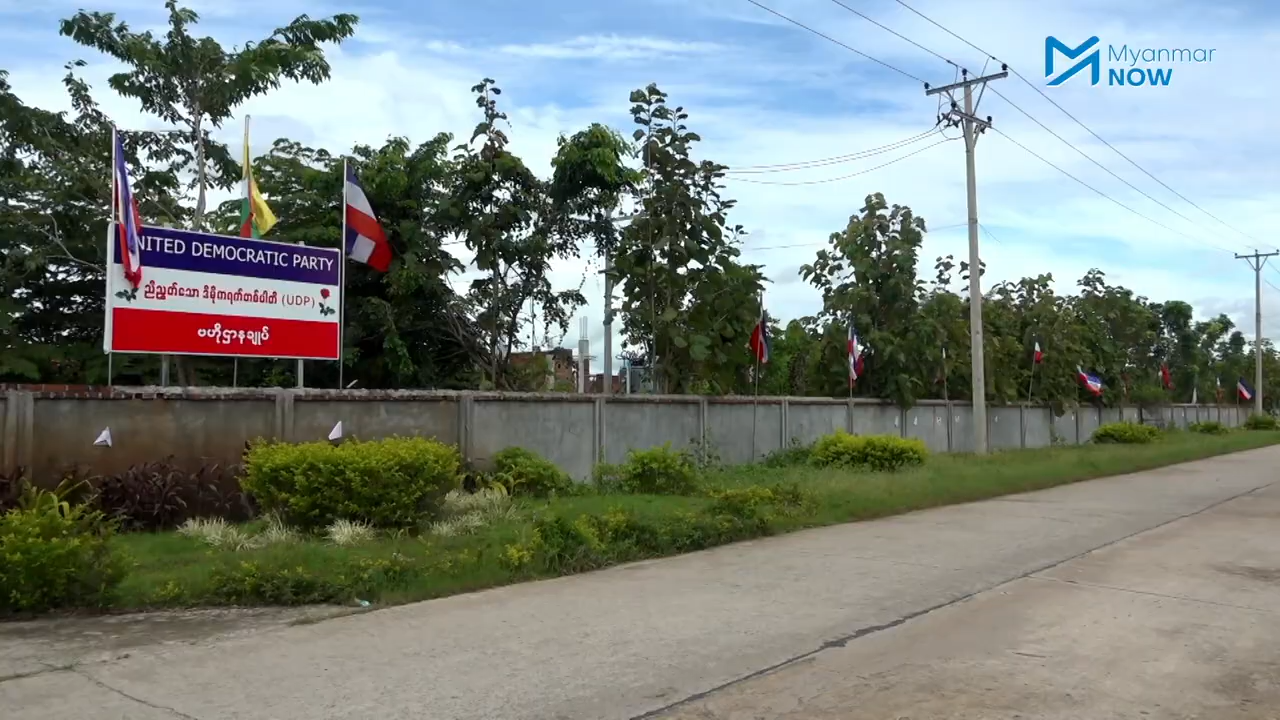 NITED DEMOCRATIC PARTY
ညီညွတ်သော ဒီမိုကရက်တစ်ပါတီ (UDP)
ဗဟိုဌာနချုပ်
Myanmar
NOW